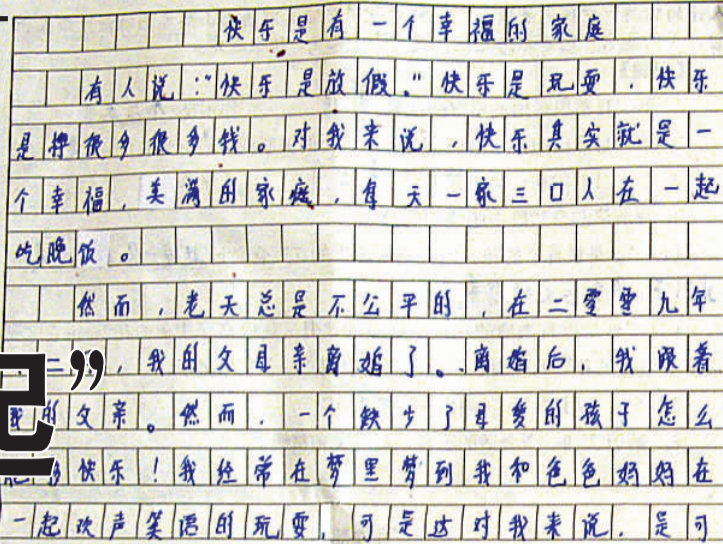 快乐是有一个幸福的家庭
有人说:"快乐是放假。"快乐是玩耍,快乐
是挣很多很多钱。对我来说,快乐其实就是一
个幸福,美满的家庭,每天一家三口人在一起
吃晚饭。
然而,老天总是不公平的,在二零零九年
二,我的父母亲离婚了。离婚后,我跟着
我的父亲。然而,一个缺少了母爱的孩子怎么
快乐!我经常在梦里梦到我和爸爸妈妈在
一起欢声笑语的玩耍,可是这对我来说,是可
记”